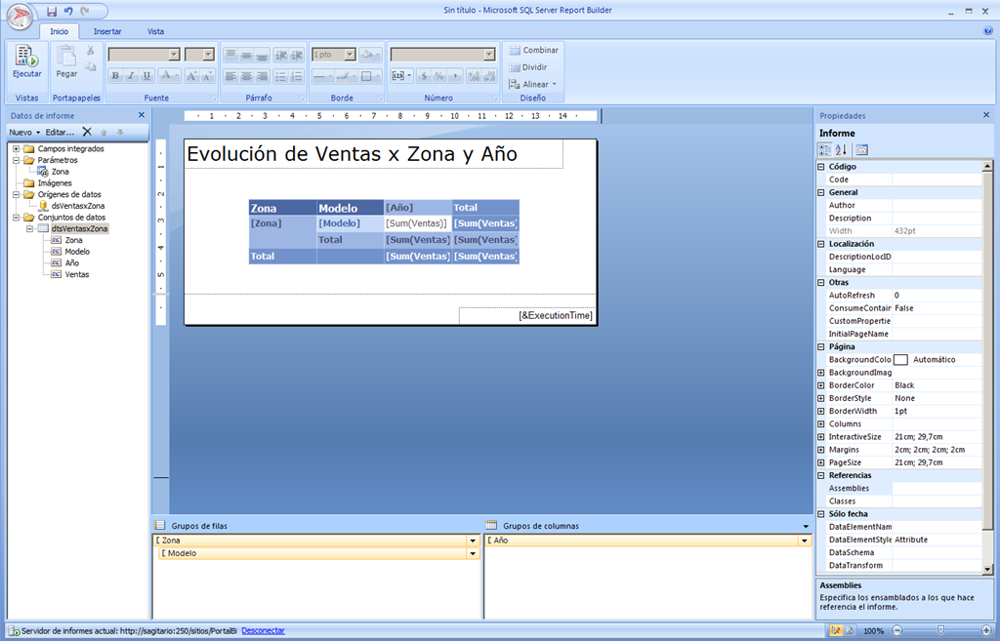 Sin título - Microsoft SQL Server Report Builder
Inicio Insertar Vista
Ejecutar
Vistas
Pegar
Portapapeles
N K S A A A
Fuente
Párrafo
1 pto
Borde
123 $ %
Número
Combinar
Dividir
Alinear
Diseño
Datos de informe
Nuevo Editar...
Campos integrados
Parámetros
Zona
Imágenes
Orígenes de datos
dsVentasxZona
Conjuntos de datos
dtsVentasxZona
Zona
Modelo
Año
Ventas
1 2 3 4 5 6 7 8 9 10 11 12 13 14
1
2
3
4
5
Evolución de Ventas x Zona y Año
Zona Modelo [Año] Total
[Zona] [Modelo] [Sum(Ventas)] [Sum(Ventas)]
Total [Sum(Ventas) [Sum(Ventas)
Total [Sum(Ventas) [Sum(Ventas)
[&ExecutionTime]
Grupos de filas
[ Zona
[ Modelo
Grupos de columnas
[ Año
Propiedades
Informe
Código
Code
General
Author
Description
Width 432pt
Localización
DescriptionLocID
Language
Otras
AutoRefresh 0
ConsumeContain False
CustomPropertie
InitialPageName
Página
BackgroundColo Automático
BackgroundImag
BorderColor Black
BorderStyle None
BorderWidth 1pt
Columns
InteractiveSize 21cm; 29,7cm
Margins 2cm; 2cm; 2cm; 2cm
PageSize 21cm; 29,7cm
Referencias
Assemblies
Classes
Sólo fecha
DataElementNam
DataElementStyle Attribute
DataSchema
DataTransform
Assemblies
Especifica los ensamblados a los que hace
referencia el informe.
Servidor de informes actual: http://sagitario:250/sitios/PortalBi Desconectar
100%